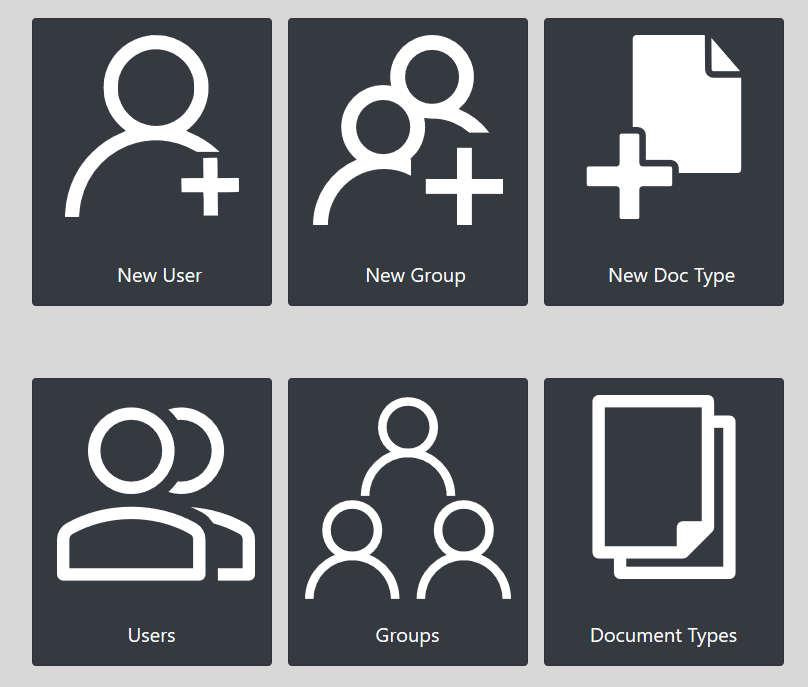 New User
New Group
New Doc Type
Users
Groups
Document Types